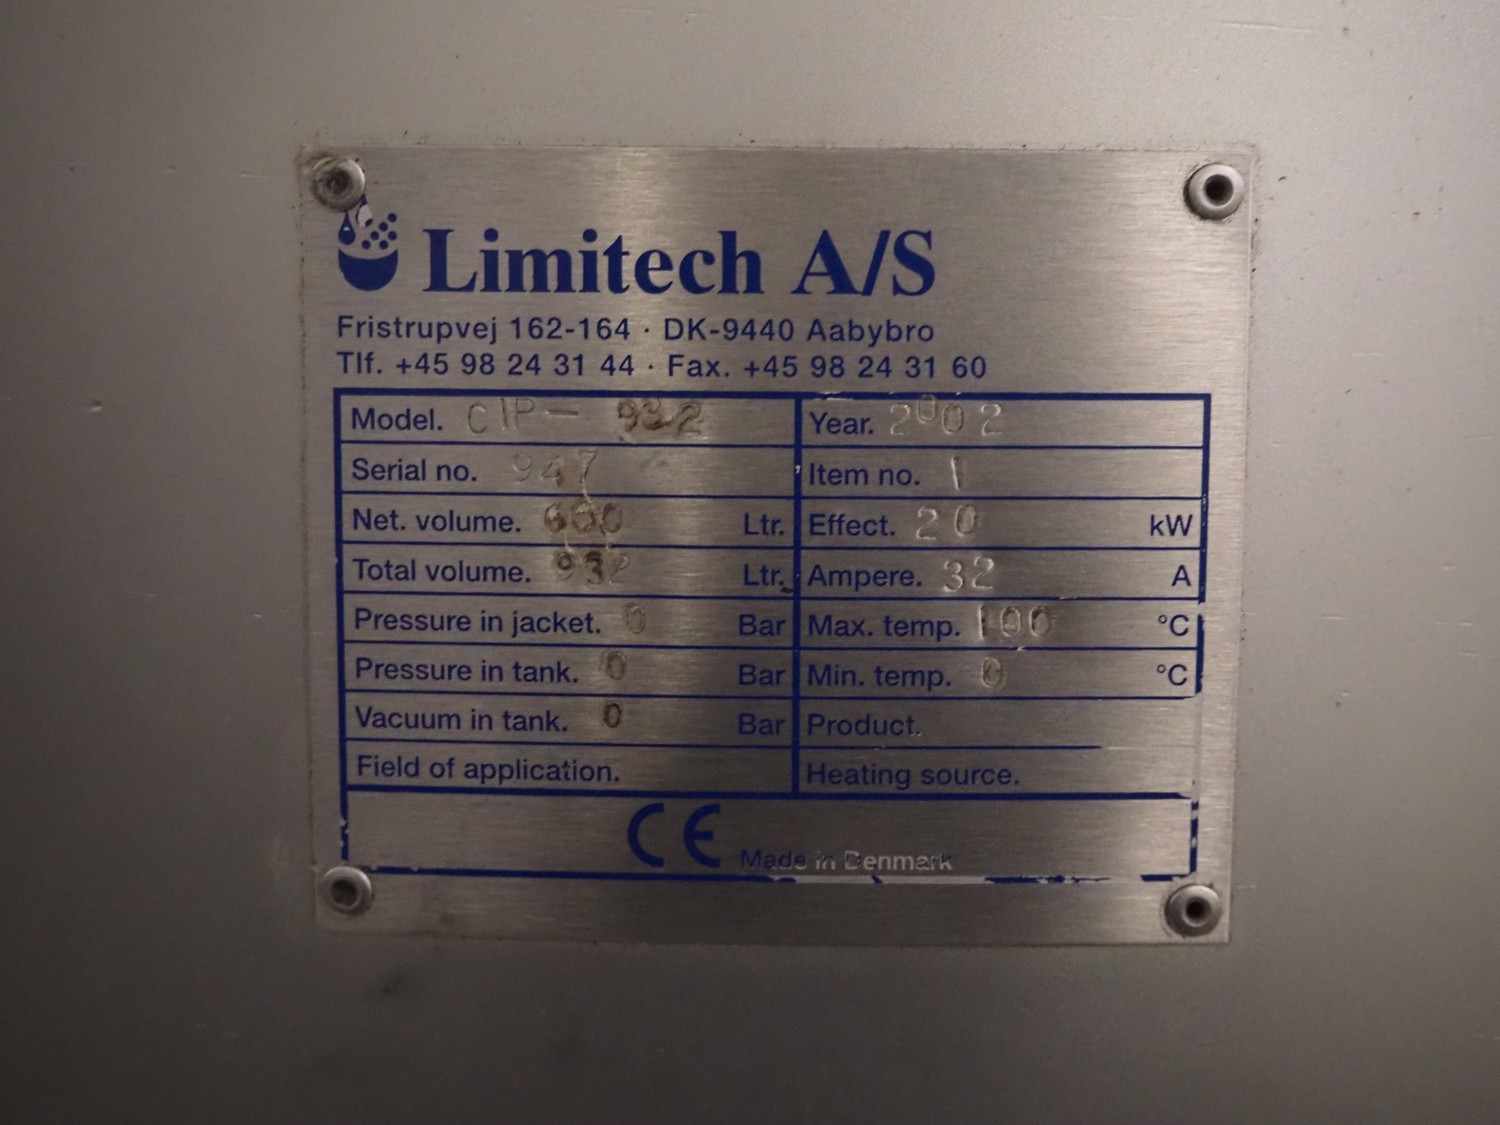 Limitech A/S
Fristrupvej 162-164 · DK-9440 Aabybro
Tlf. +45 98 24 31 44 · Fax. +45 98 24 31 60
Model. CIP - 932 Year. 2002
Serial no. 947 Item no. 1
Net. volume. 600 Ltr. Effect. 20 kW
Total volume. 932 Ltr. Ampere. 32 A
Pressure in jacket. 0 Bar Max. temp. 100 °C
Pressure in tank. 0 Bar Min. temp. 0 °C
Vacuum in tank. 0 Bar Product.
Field of application. Heating source.
CE Made in Denmark